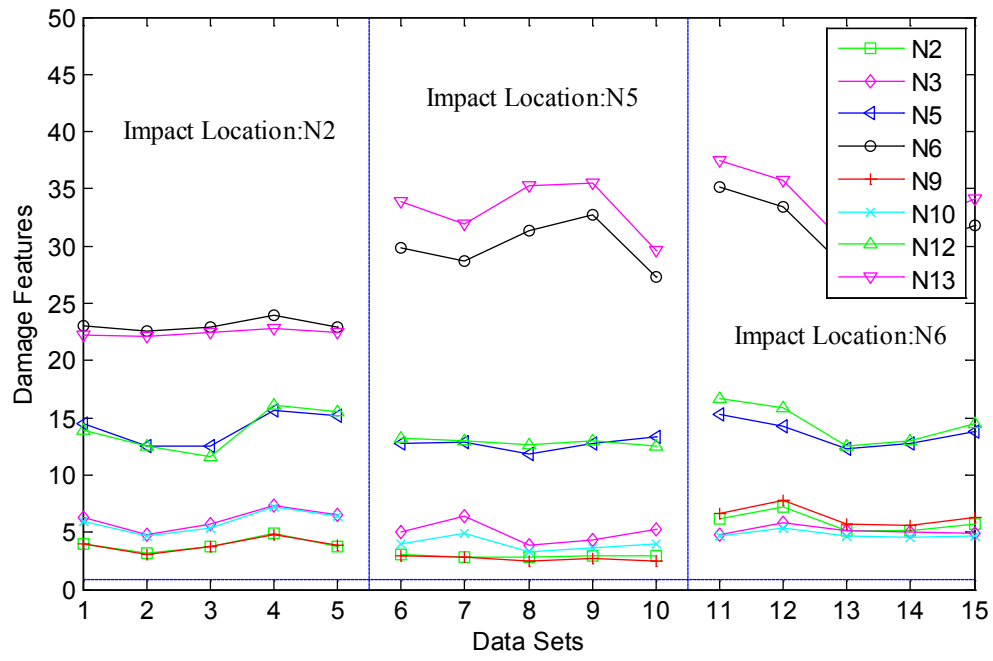 50
45
40
35
30
25
20
15
10
5
0
Damage Features
Impact Location:N2
Impact Location:N5
Impact Location:N6
N2
N3
N5
N6
N9
N10
N12
N13
1 2 3 4 5 6 7 8 9 10 11 12 13 14 15
Data Sets